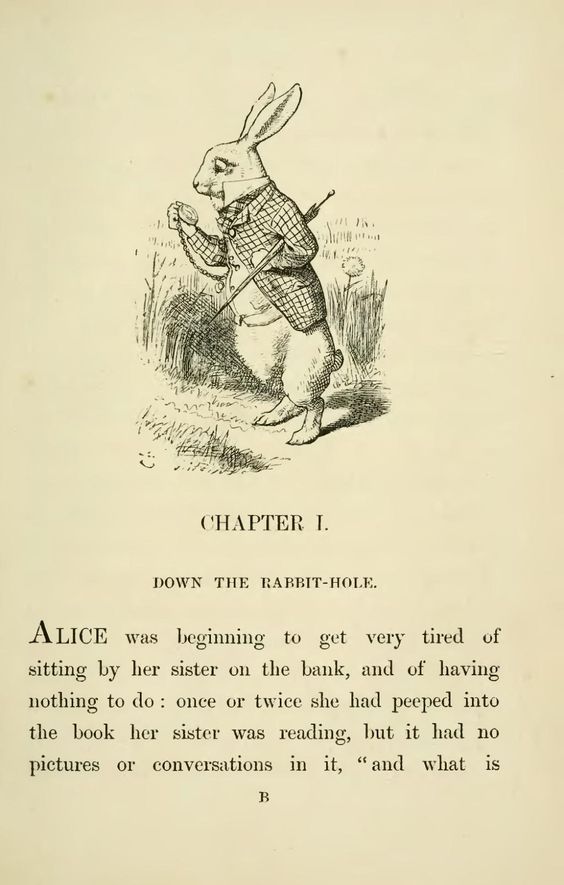 CHAPTER I.
DOWN THE RABBIT-HOLE.
ALICE was beginning to get very tired of
sitting by her sister on the bank, and of having
nothing to do : once or twice she had peeped into
the book her sister was reading, but it had no
pictures or conversations in it, “and what is
B